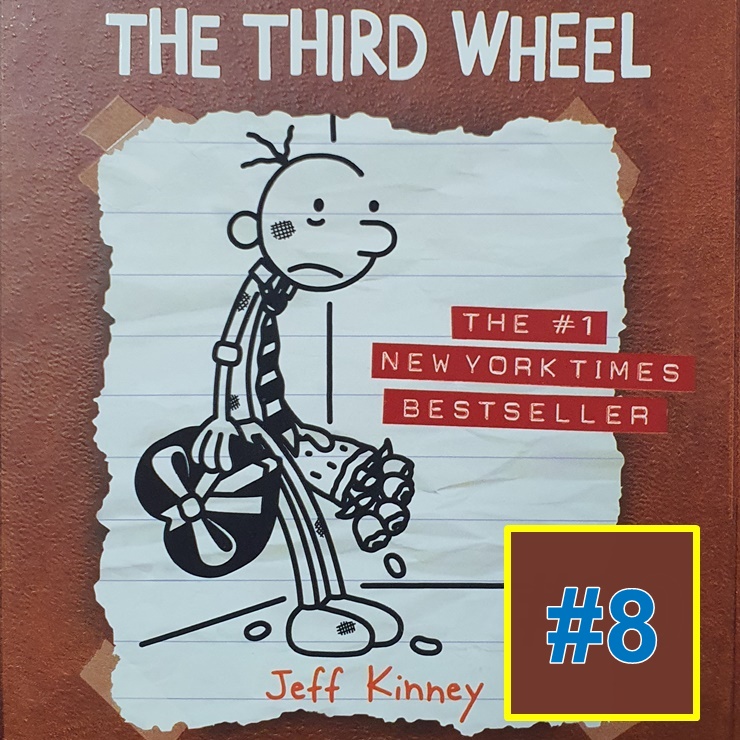 THE THIRD WHEEL
THE #1
NEW YORK TIMES
BESTSELLER
#8
Jeff Kinney